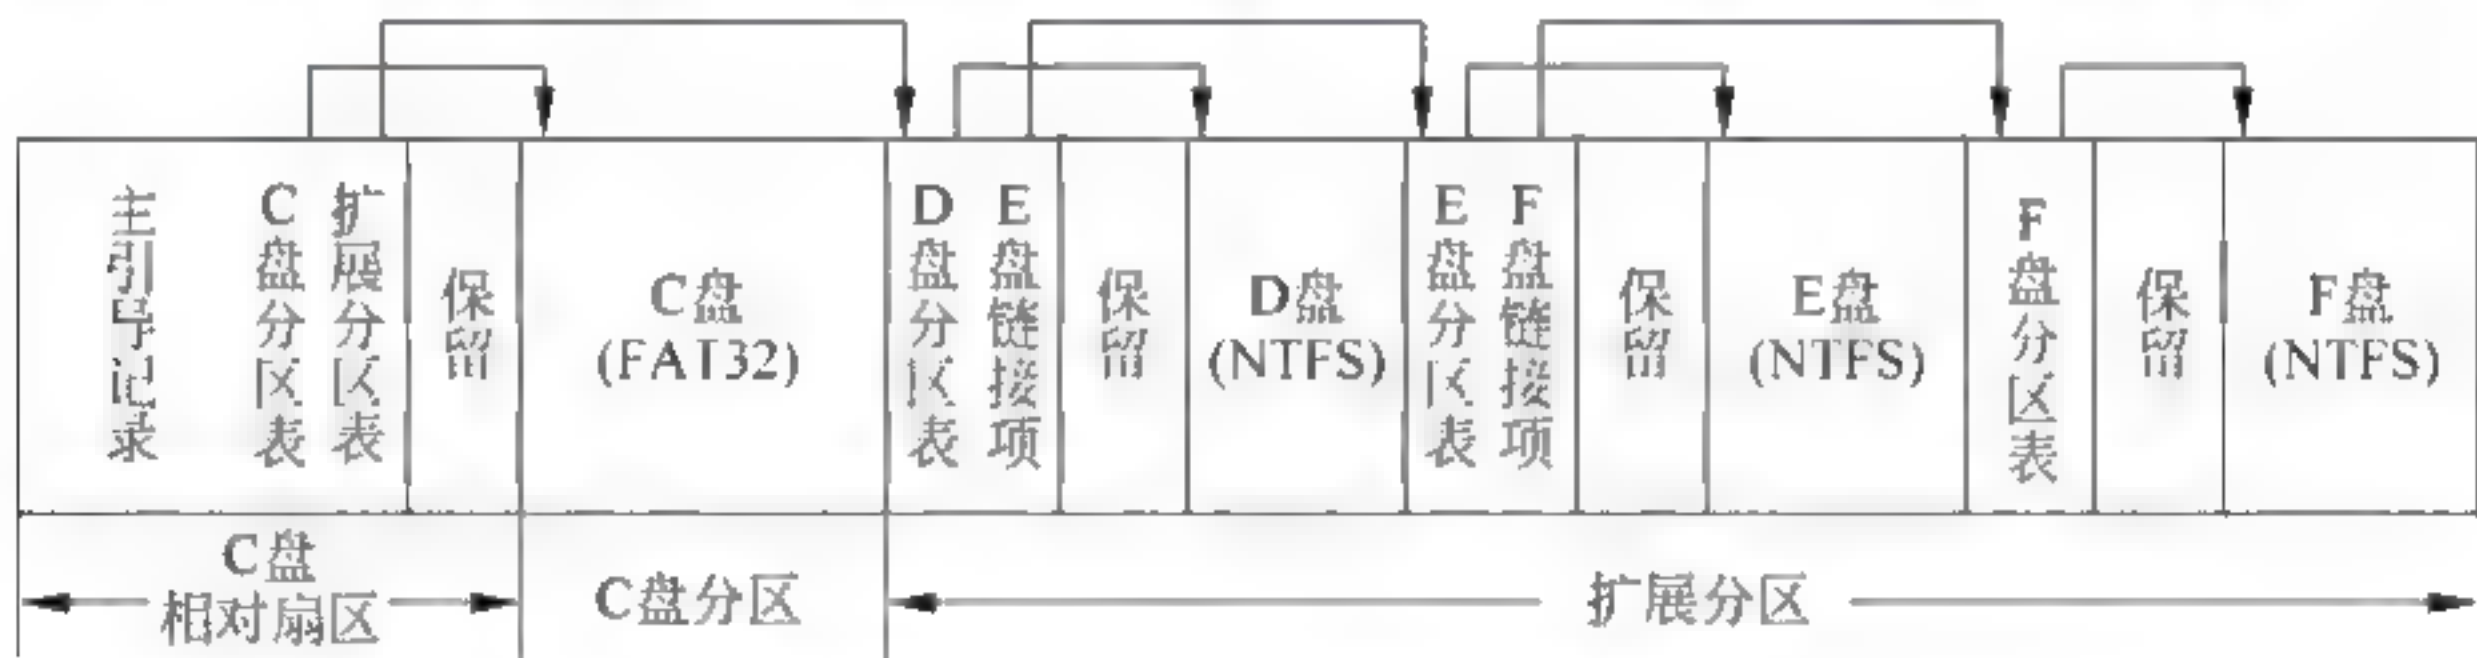 主引导记录
C盘分区表
扩展分区表
保留
C盘
(FAT32)
D盘分区表
E盘链接项
保留
D盘
(NTFS)
E盘分区表
F盘链接项
保留
E盘
(NTFS)
F盘分区表
保留
F盘
(NTFS)
C盘
相对扇区
C盘分区
扩展分区